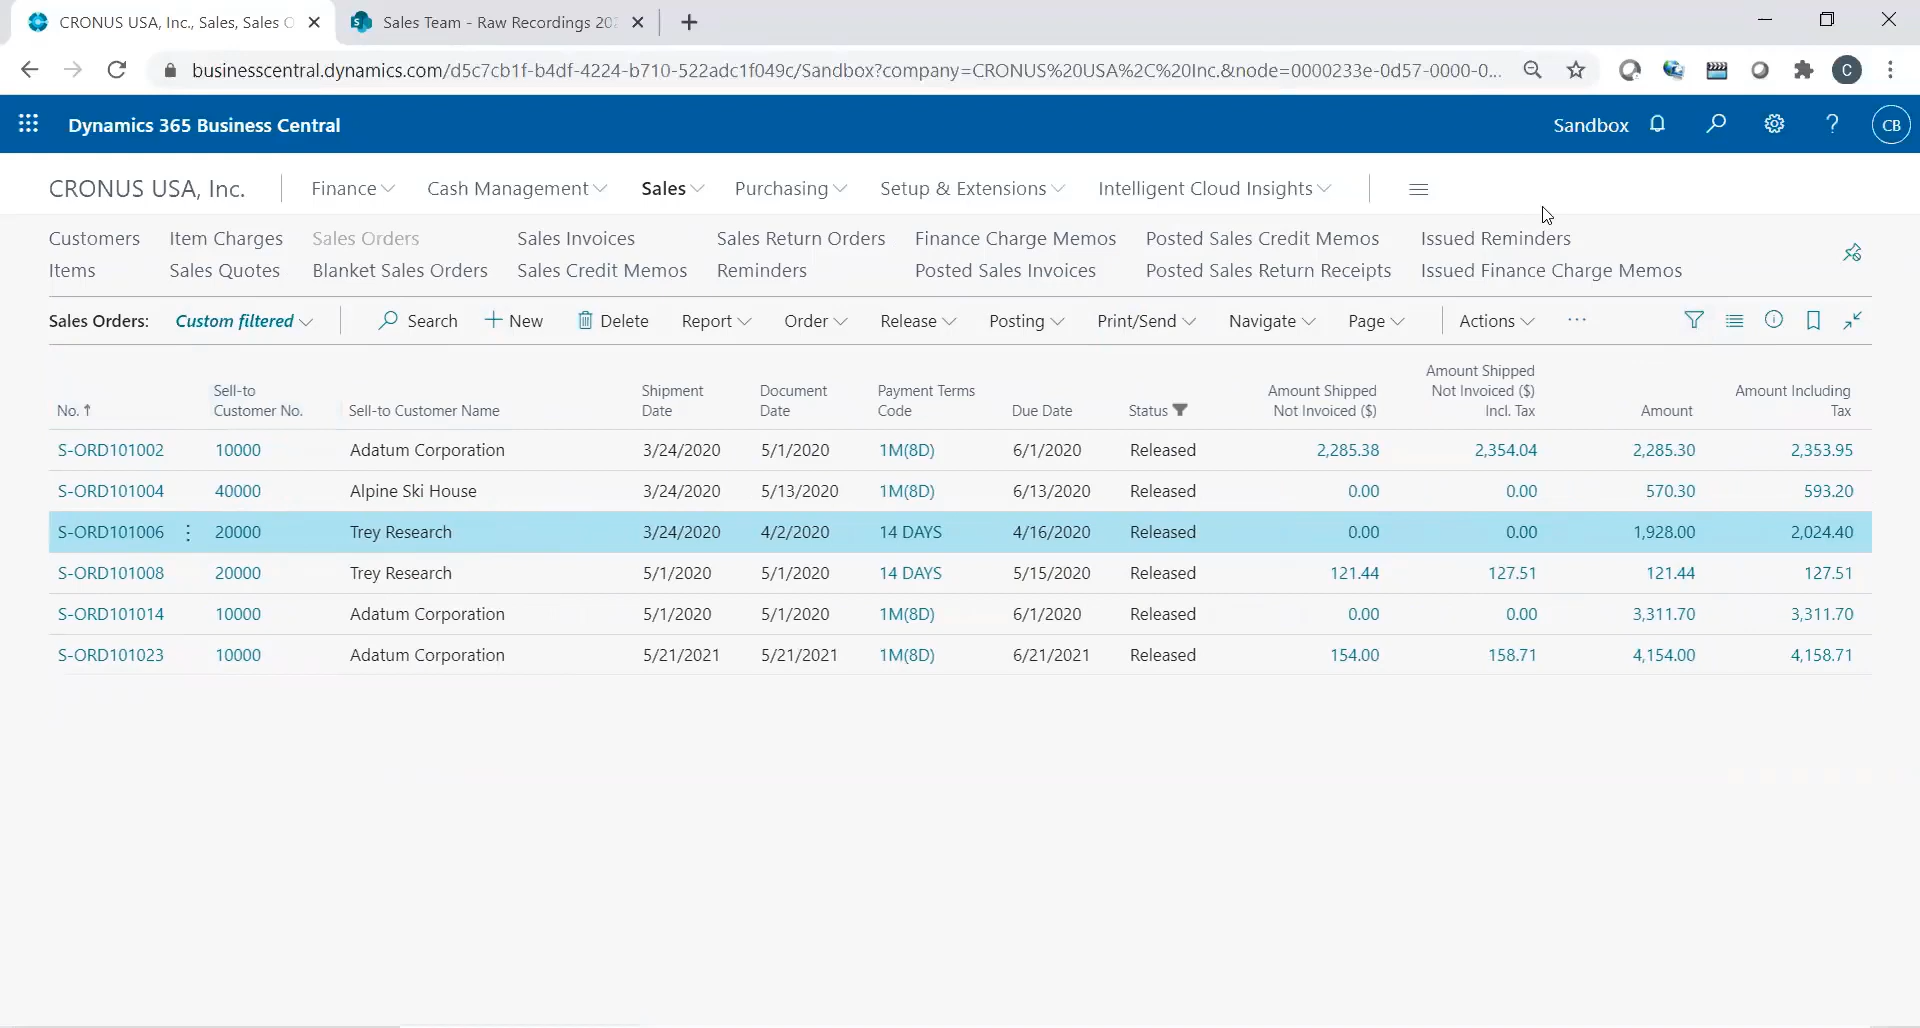 CRONUS USA, Inc., Sales, Sales O
Sales Team - Raw Recordings 202
businesscentral.dynamics.com/d5c7cb1f-b4df-4224-b710-522adc1f049c/Sandbox?company=CRONUS%20USA%2C%20Inc.&node=0000233e-0d57-0000-0...
C
Dynamics 365 Business Central
Sandbox
?
CB
CRONUS USA, Inc. Finance Cash Management Sales Purchasing Setup & Extensions Intelligent Cloud Insights
Customers Item Charges Sales Orders Sales Invoices Sales Return Orders Finance Charge Memos Posted Sales Credit Memos Issued Reminders
Items Sales Quotes Blanket Sales Orders Sales Credit Memos Reminders Posted Sales Invoices Posted Sales Return Receipts Issued Finance Charge Memos
Sales Orders: Custom filtered Search New Delete Report Order Release Posting Print/Send Navigate Page Actions ...
No. ↑
Sell-to
Customer No.
Sell-to Customer Name
Shipment
Date
Document
Date
Payment Terms
Code
Due Date
Status
Amount Shipped
Not Invoiced ($)
Amount Shipped
Not Invoiced ($)
Incl. Tax
Amount
Amount Including
Tax
S-ORD101002 10000 Adatum Corporation 3/24/2020 5/1/2020 1M(8D) 6/1/2020 Released 2,285.38 2,354.04 2,285.30 2,353.95
S-ORD101004 40000 Alpine Ski House 3/24/2020 5/13/2020 1M(8D) 6/13/2020 Released 0.00 0.00 570.30 593.20
S-ORD101006 20000 Trey Research 3/24/2020 4/2/2020 14 DAYS 4/16/2020 Released 0.00 0.00 1,928.00 2,024.40
S-ORD101008 20000 Trey Research 5/1/2020 5/1/2020 14 DAYS 5/15/2020 Released 121.44 127.51 121.44 127.51
S-ORD101014 10000 Adatum Corporation 5/1/2020 5/1/2020 1M(8D) 6/1/2020 Released 0.00 0.00 3,311.70 3,311.70
S-ORD101023 10000 Adatum Corporation 5/21/2021 5/21/2021 1M(8D) 6/21/2021 Released 154.00 158.71 4,154.00 4,158.71